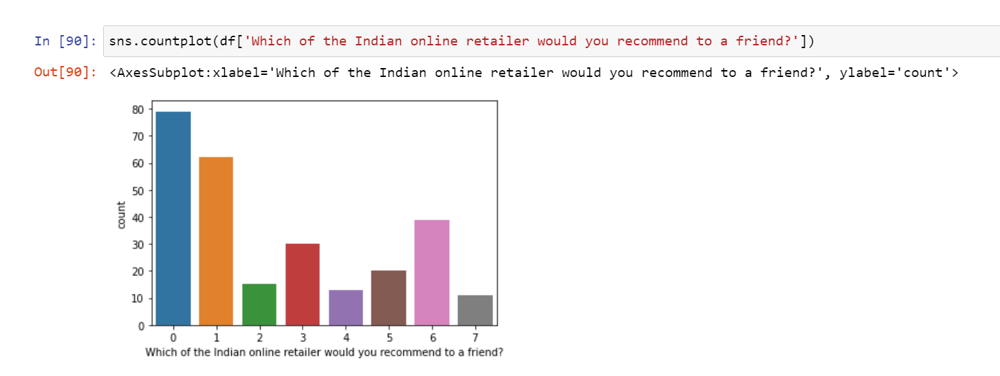 In [90]: sns.countplot(df['Which of the Indian online retailer would you recommend to a friend?'])
Out[90]: <AxesSubplot:xlabel='Which of the Indian online retailer would you recommend to a friend?', ylabel='count'>
80
70
60
50
40
30
20
10
0
count
0 1 2 3 4 5 6 7
Which of the Indian online retailer would you recommend to a friend?